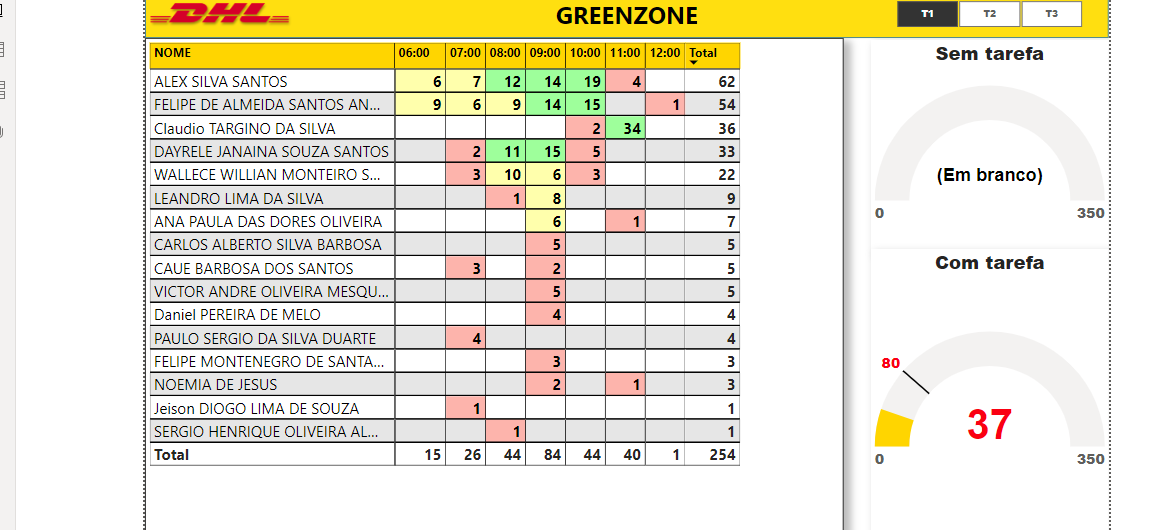 DHL
GREENZONE
T1 T2 T3
NOME 06:00 07:00 08:00 09:00 10:00 11:00 12:00 Total
ALEX SILVA SANTOS 6 7 12 14 19 4 62
FELIPE DE ALMEIDA SANTOS AN... 9 6 9 14 15 1 54
Claudio TARGINO DA SILVA 2 34 36
DAYRELE JANAINA SOUZA SANTOS 2 11 15 5 33
WALLECE WILLIAN MONTEIRO S... 3 10 6 3 22
LEANDRO LIMA DA SILVA 1 8 9
ANA PAULA DAS DORES OLIVEIRA 6 1 7
CARLOS ALBERTO SILVA BARBOSA 5 5
CAUE BARBOSA DOS SANTOS 3 2 5
VICTOR ANDRE OLIVEIRA MESQU... 5 5
Daniel PEREIRA DE MELO 4 4
PAULO SERGIO DA SILVA DUARTE 4 4
FELIPE MONTENEGRO DE SANTA... 3 3
NOEMIA DE JESUS 2 1 3
Jeison DIOGO LIMA DE SOUZA 1 1
SERGIO HENRIQUE OLIVEIRA AL... 1 1
Total 15 26 44 84 44 40 1 254
Sem tarefa
(Em branco)
0 350
Com tarefa
80
37
0 350